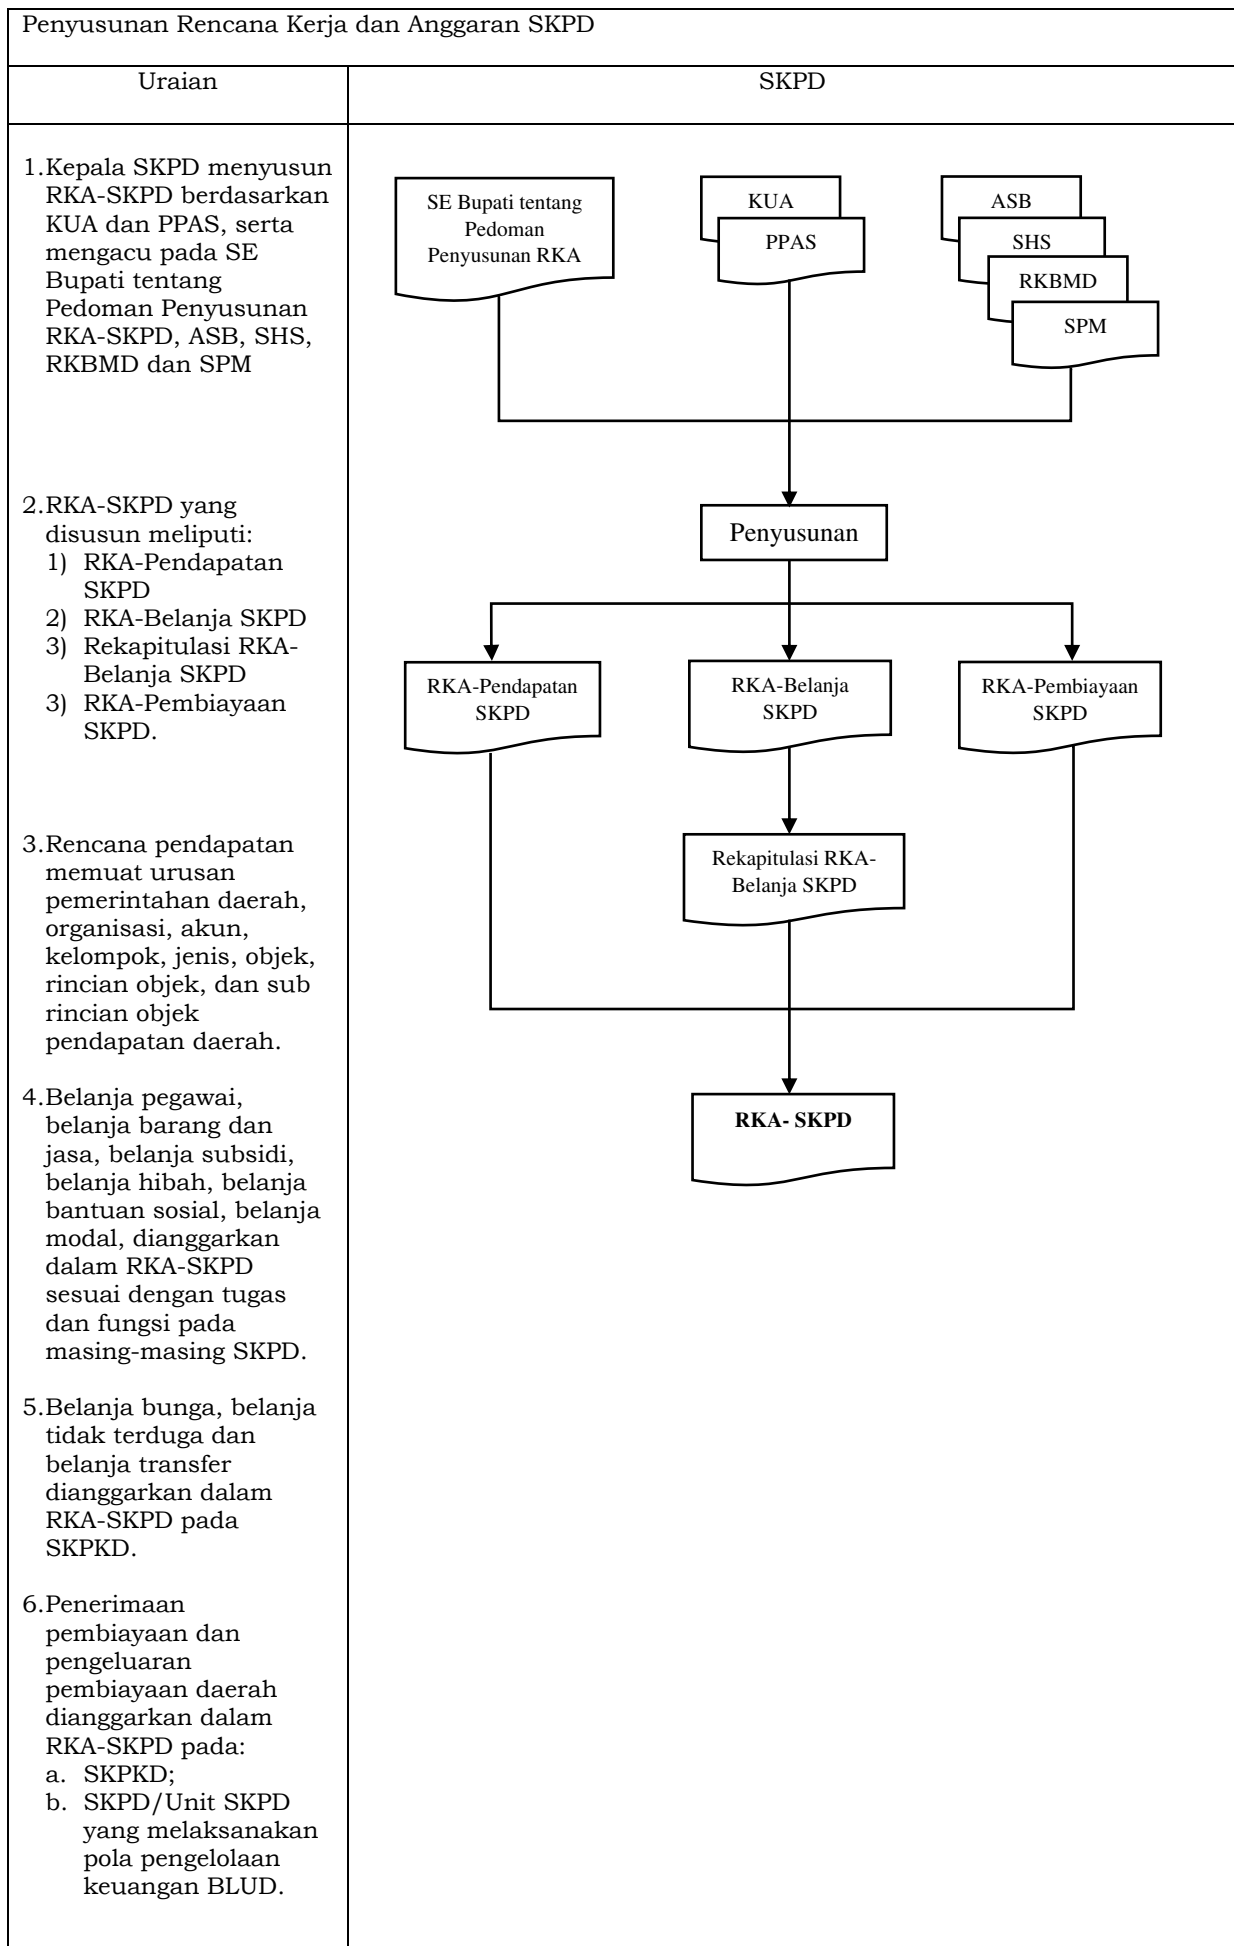 Penyusunan Rencana Kerja dan Anggaran SKPD
Uraian
SKPD
1.Kepala SKPD menyusun
RKA-SKPD berdasarkan
KUA dan PPAS, serta
mengacu pada SE
Bupati tentang
Pedoman Penyusunan
RKA-SKPD, ASB, SHS,
RKBMD dan SPM
2.RKA-SKPD yang
disusun meliputi:
1) RKA-Pendapatan
SKPD
2) RKA-Belanja SKPD
3) Rekapitulasi RKA-
Belanja SKPD
3) RKA-Pembiayaan
SKPD.
3.Rencana pendapatan
memuat urusan
pemerintahan daerah,
organisasi, akun,
kelompok, jenis, objek,
rincian objek, dan sub
rincian objek
pendapatan daerah.
4.Belanja pegawai,
belanja barang dan
jasa, belanja subsidi,
belanja hibah, belanja
bantuan sosial, belanja
modal, dianggarkan
dalam RKA-SKPD
sesuai dengan tugas
dan fungsi pada
masing-masing SKPD.
5.Belanja bunga, belanja
tidak terduga dan
belanja transfer
dianggarkan dalam
RKA-SKPD pada
SKPKD.
6.Penerimaan
pembiayaan dan
pengeluaran
pembiayaan daerah
dianggarkan dalam
RKA-SKPD pada:
a. SKPKD;
b. SKPD/Unit SKPD
yang melaksanakan
pola pengelolaan
keuangan BLUD.
SE Bupati tentang
Pedoman
Penyusunan RKA
KUA
PPAS
ASB
SHS
RKBMD
SPM
Penyusunan
RKA-Pendapatan
SKPD
RKA-Belanja
SKPD
RKA-Pembiayaan
SKPD
Rekapitulasi RKA-
Belanja SKPD
RKA- SKPD